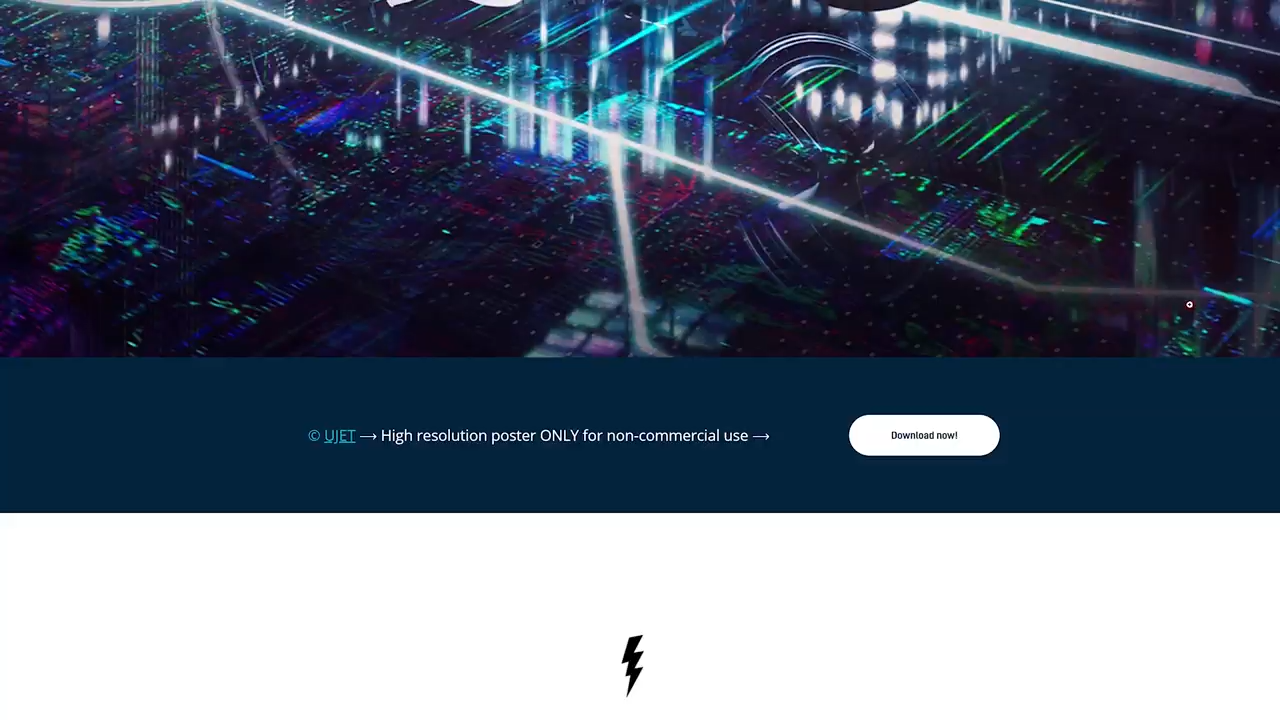 © UJET ⟶ High resolution poster ONLY for non-commercial use ⟶
Download now!